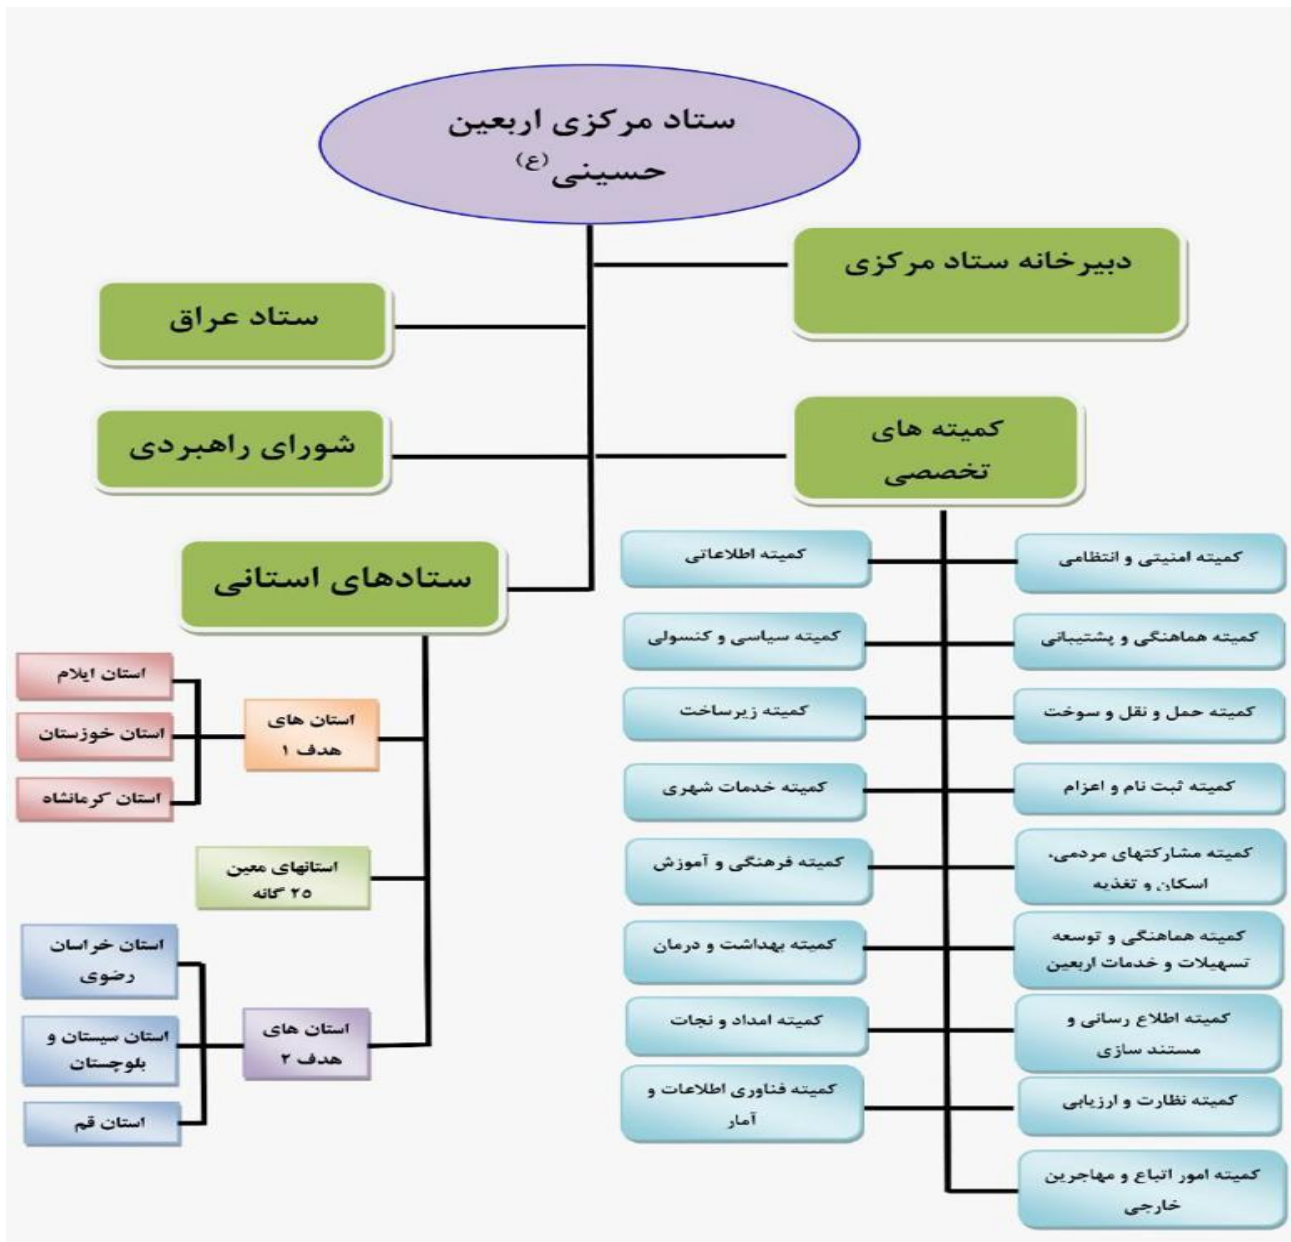 ستاد مرکزی اربعین
حسینی(ع)
دبیرخانه ستاد مرکزی
ستاد عراق
کمیته های
تخصصی
شورای راهبردی
ستادهای استانی
کمیته امنیتی و انتظامی
کمیته اطلاعاتی
کمیته هماهنگی و پشتیبانی
کمیته سیاسی و کنسولی
کمیته حمل و نقل و سوخت
کمیته زیرساخت
کمیته ثبت نام و اعزام
کمیته خدمات شهری
کمیته مشارکتهای مردمی،
اسکان و تغذیه
کمیته فرهنگی و آموزش
کمیته هماهنگی و توسعه
تسهیلات و خدمات اربعین
کمیته بهداشت و درمان
کمیته اطلاع رسانی و
مستند سازی
کمیته امداد و نجات
کمیته نظارت و ارزیابی
کمیته فناوری اطلاعات و
آمار
کمیته امور اتباع و مهاجرین
خارجی
استان های
هدف ۱
استان ایلام
استان خوزستان
استان کرمانشاه
استانهای معین
۲۵ گانه
استان های
هدف ۲
استان خراسان
رضوی
استان سیستان و
بلوچستان
استان قم